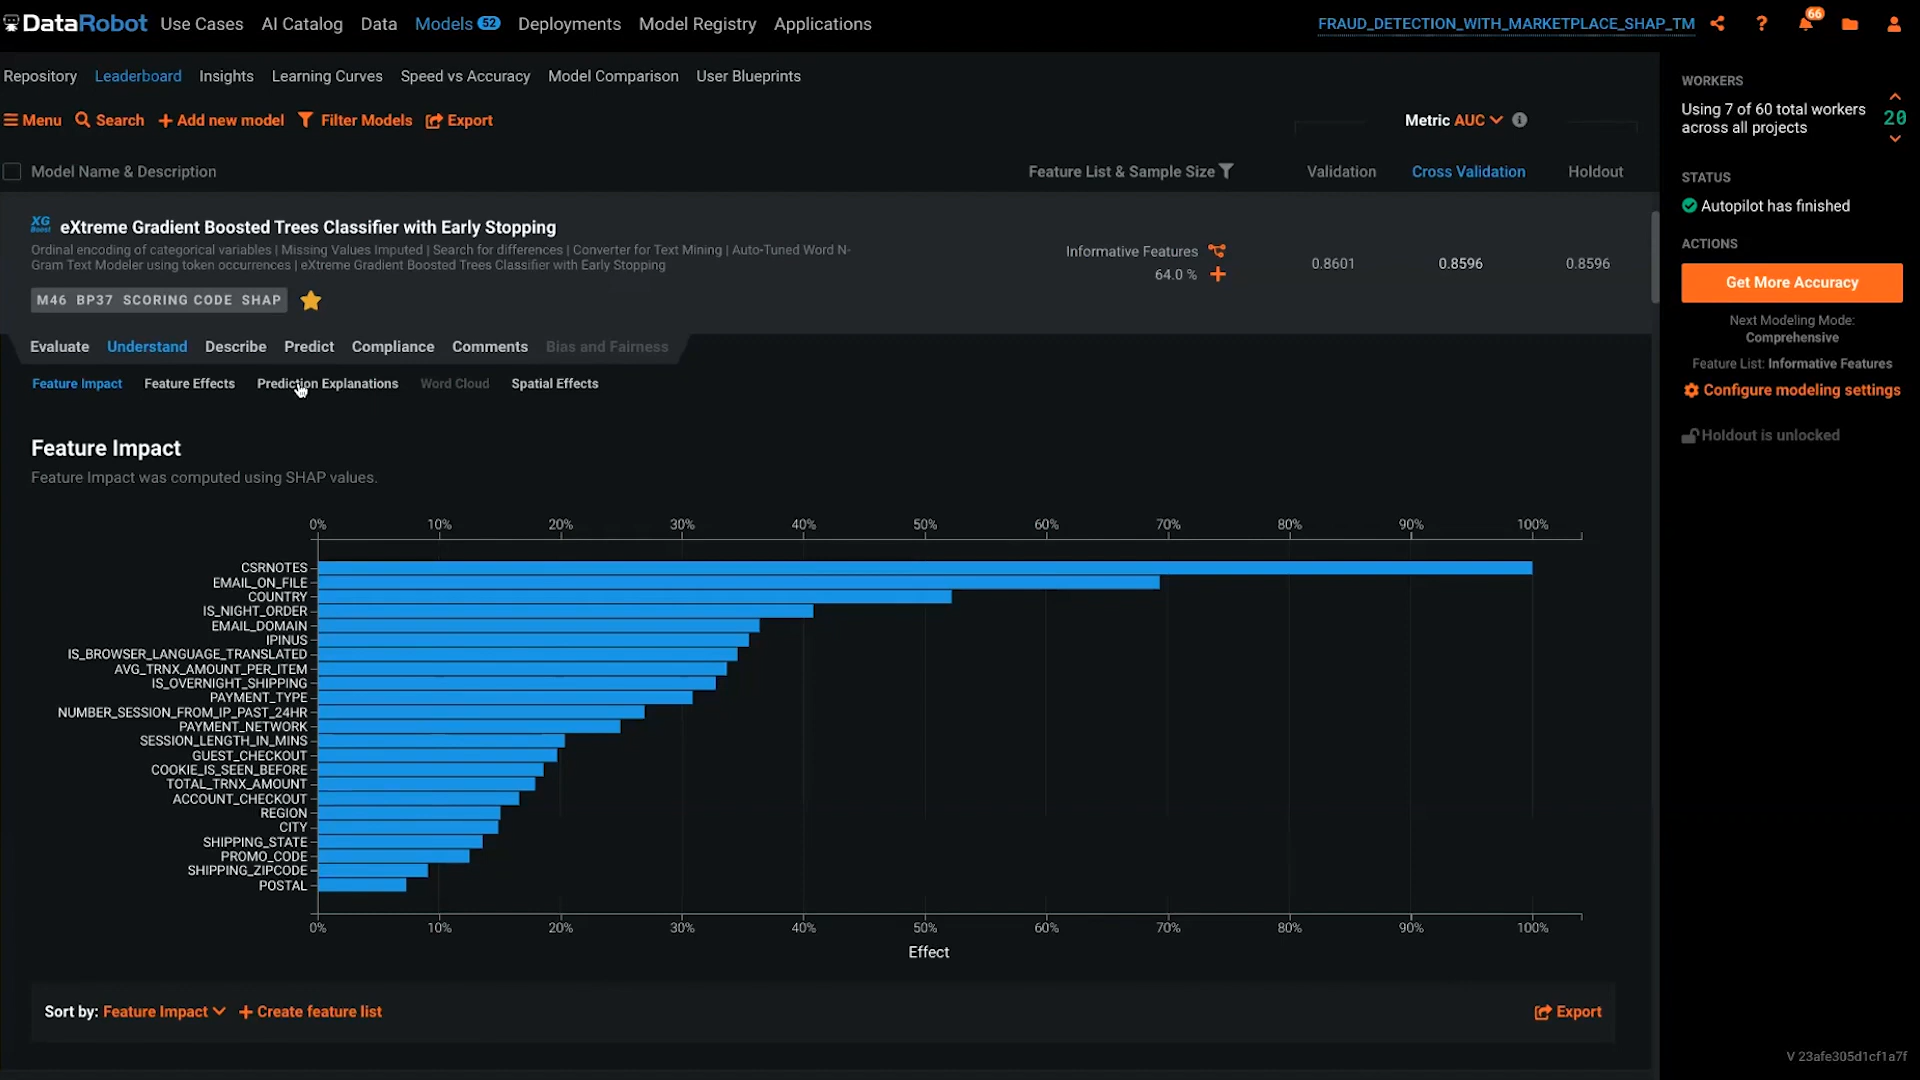 DataRobot Use Cases AI Catalog Data Models 52 Deployments Model Registry Applications FRAUD_DETECTION_WITH_MARKETPLACE_SHAP_TM ? 66
Repository Leaderboard Insights Learning Curves Speed vs Accuracy Model Comparison User Blueprints
Menu Search + Add new model Filter Models Export Metric AUC
Model Name & Description Feature List & Sample Size Validation Cross Validation Holdout
XG Boost eXtreme Gradient Boosted Trees Classifier with Early Stopping
Ordinal encoding of categorical variables | Missing Values Imputed | Search for differences | Converter for Text Mining | Auto-Tuned Word N-
Gram Text Modeler using token occurrences | eXtreme Gradient Boosted Trees Classifier with Early Stopping
Informative Features
64.0 % +
0.8601 0.8596 0.8596
M46 BP37 SCORING CODE SHAP
Evaluate Understand Describe Predict Compliance Comments Bias and Fairness
Feature Impact Feature Effects Prediction Explanations Word Cloud Spatial Effects
Feature Impact
Feature Impact was computed using SHAP values.
0% 10% 20% 30% 40% 50% 60% 70% 80% 90% 100%
CSRNOTES
EMAIL_ON_FILE
COUNTRY
IS_NIGHT_ORDER
EMAIL_DOMAIN
IPINUS
IS_BROWSER_LANGUAGE_TRANSLATED
AVG_TRNX_AMOUNT_PER_ITEM
IS_OVERNIGHT_SHIPPING
PAYMENT_TYPE
NUMBER_SESSION_FROM_IP_PAST_24HR
PAYMENT_NETWORK
SESSION_LENGTH_IN_MINS
GUEST_CHECKOUT
COOKIE_IS_SEEN_BEFORE
TOTAL_TRNX_AMOUNT
ACCOUNT_CHECKOUT
REGION
CITY
SHIPPING_STATE
PROMO_CODE
SHIPPING_ZIPCODE
POSTAL
0% 10% 20% 30% 40% 50% 60% 70% 80% 90% 100%
Effect
Sort by: Feature Impact + Create feature list Export
WORKERS
Using 7 of 60 total workers
across all projects
20
STATUS
Autopilot has finished
ACTIONS
Get More Accuracy
Next Modeling Mode:
Comprehensive
Feature List: Informative Features
Configure modeling settings
Holdout is unlocked
V 23afe305d1cf1a7f